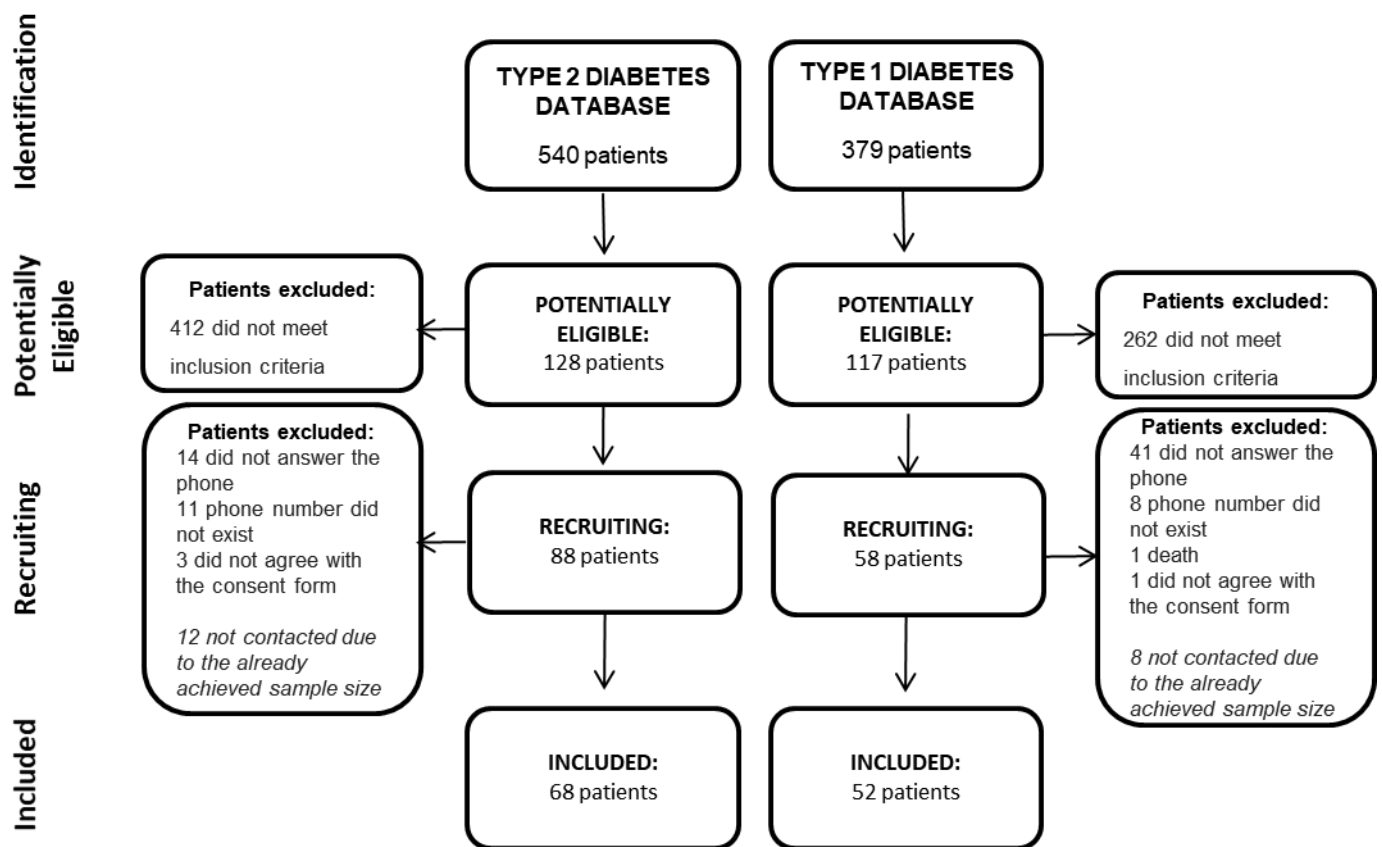 Identification
TYPE 2 DIABETES
DATABASE
540 patients
TYPE 1 DIABETES
DATABASE
379 patients
Potentially
Eligible
Patients excluded:
412 did not meet
inclusion criteria
POTENTIALLY
ELIGIBLE:
128 patients
POTENTIALLY
ELIGIBLE:
117 patients
Patients excluded:
262 did not meet
inclusion criteria
Recruiting
Patients excluded:
14 did not answer the
phone
11 phone number did
not exist
3 did not agree with
the consent form
12 not contacted due
to the already
achieved sample size
RECRUITING:
88 patients
RECRUITING:
58 patients
Patients excluded:
41 did not answer the
phone
8 phone number did
not exist
1 death
1 did not agree with
the consent form
8 not contacted due
to the already
achieved sample size
Included
INCLUDED:
68 patients
INCLUDED:
52 patients